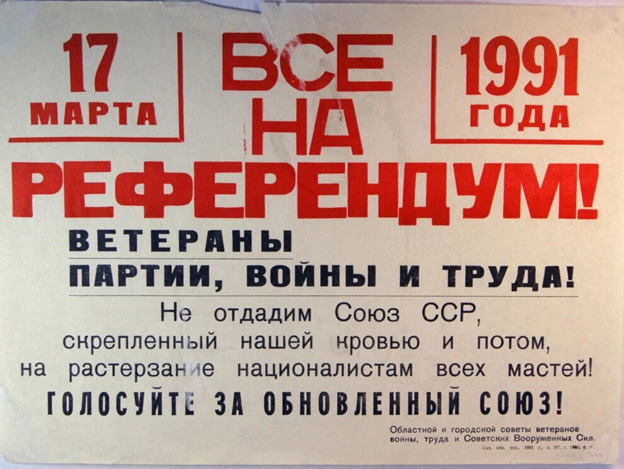 17 МАРТА
ВСЕ
1991 ГОДА
НА
РЕФЕРЕНДУМ!
ВЕТЕРАНЫ
ПАРТИИ, ВОЙНЫ И ТРУДА!
Не отдадим Союз ССР,
скрепленный нашей кровью и потом,
на растерзание националистам всех мастей!
ГОЛОСУЙТЕ ЗА ОБНОВЛЕННЫЙ СОЮЗ!
Областной и городской советы ветеранов
войны, труда и Советских Вооруженных Сил.